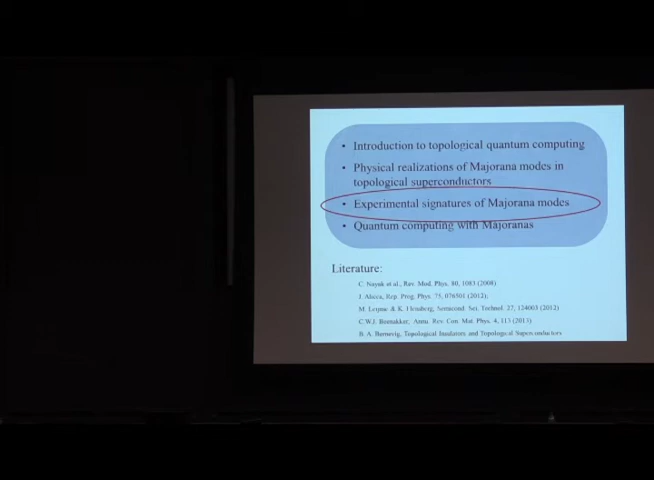 • Introduction to topological quantum computing
• Physical realizations of Majorana modes in
topological superconductors
• Experimental signatures of Majorana modes
• Quantum computing with Majoranas
Literature:
C. Nayak et al., Rev. Mod. Phys. 80, 1083 (2008)
J. Alicea, Rep. Prog. Phys. 75, 076501 (2012);
M. Leijnse & K. Flensberg, Semicond. Sci. Technol. 27, 124003 (2012)
C.W.J. Beenakker, Annu. Rev. Con. Mat. Phys. 4, 113 (2013)
B. A. Bernevig, Topological Insulators and Topological Superconductors